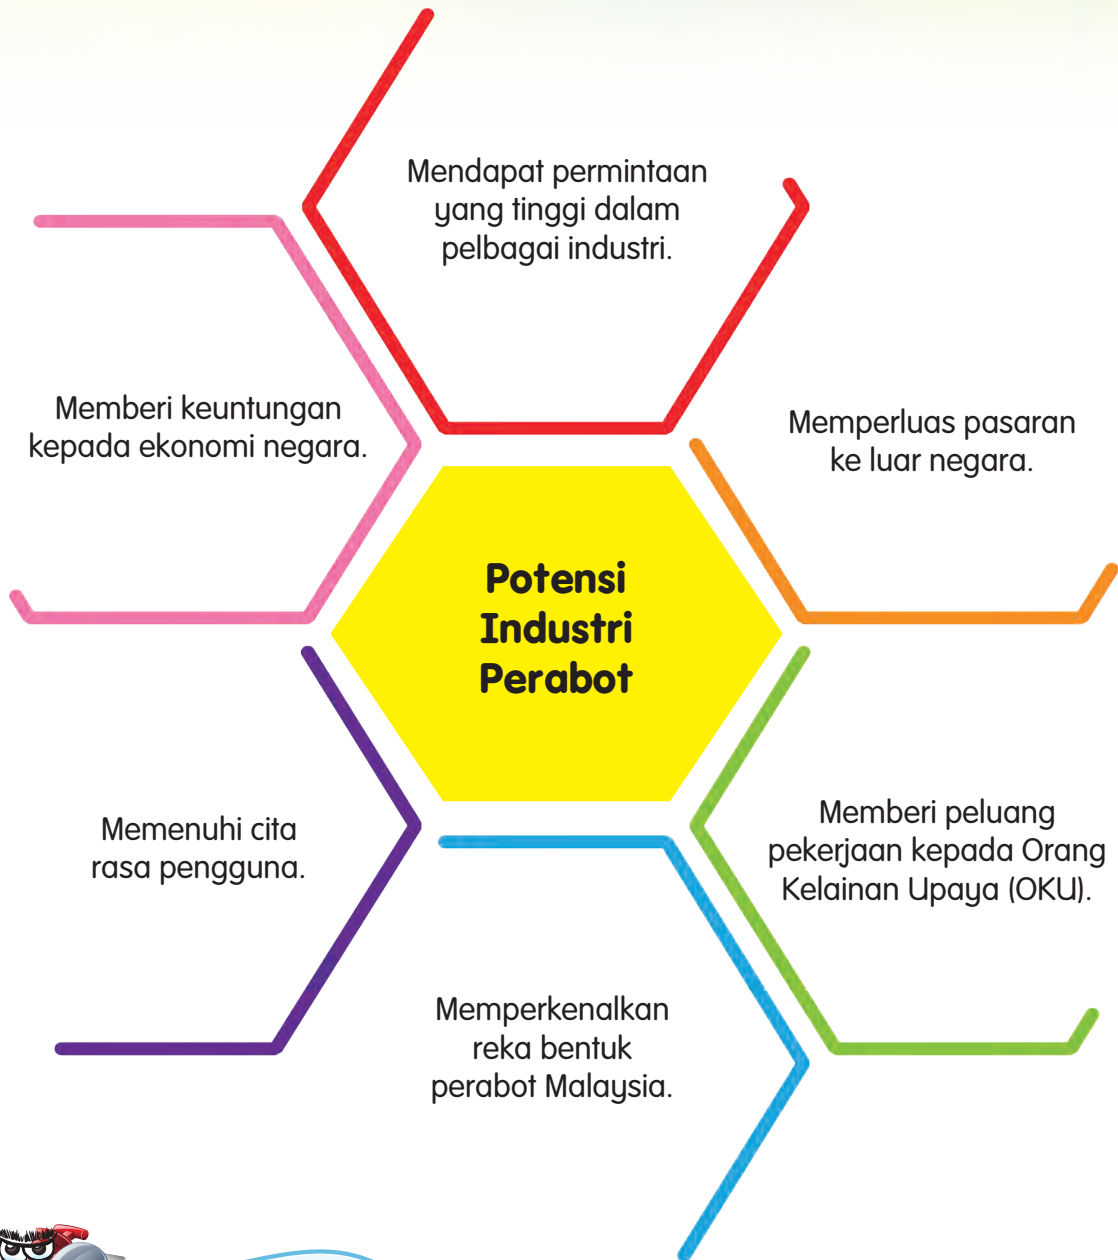 Mendapat permintaan
yang tinggi dalam
pelbagai industri.
Memberi keuntungan
kepada ekonomi negara.
Memperluas pasaran
ke luar negara.
Potensi
Industri
Perabot
Memenuhi cita
rasa pengguna.
Memberi peluang
pekerjaan kepada Orang
Kelainan Upaya (OKU).
Memperkenalkan
reka bentuk
perabot Malaysia.